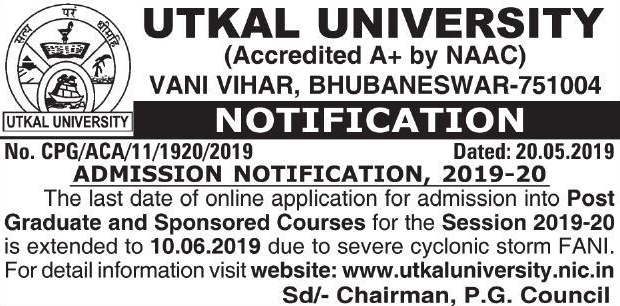 सत्यं परं धीमहि
UTKAL UNIVERSITY
UTKAL UNIVERSITY
(Accredited A+ by NAAC)
VANI VIHAR, BHUBANESWAR-751004
NOTIFICATION
No. CPG/ACA/11/1920/2019 Dated: 20.05.2019
ADMISSION NOTIFICATION, 2019-20
The last date of online application for admission into Post
Graduate and Sponsored Courses for the Session 2019-20
is extended to 10.06.2019 due to severe cyclonic storm FANI.
For detail information visit website: www.utkaluniversity.nic.in
Sd/- Chairman, P.G. Council